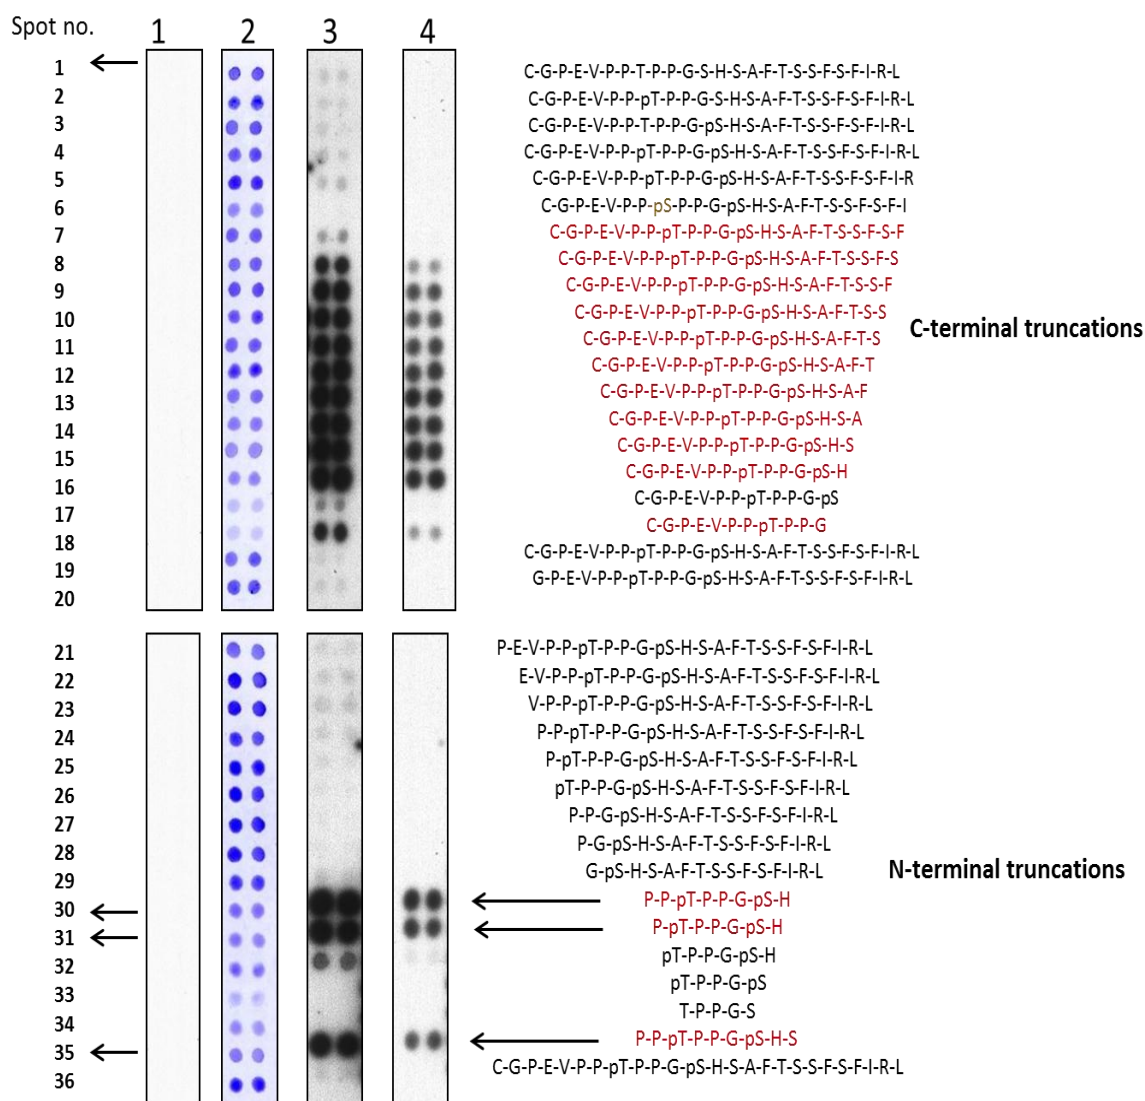 Spot no. 1 2 3 4
1 C-G-P-E-V-P-P-T-P-P-G-S-H-S-A-F-T-S-S-F-S-F-I-R-L
2 C-G-P-E-V-P-P-pT-P-P-G-S-H-S-A-F-T-S-S-F-S-F-I-R-L
3 C-G-P-E-V-P-P-T-P-P-G-pS-H-S-A-F-T-S-S-F-S-F-I-R-L
4 C-G-P-E-V-P-P-pT-P-P-G-pS-H-S-A-F-T-S-S-F-S-F-I-R-L
5 C-G-P-E-V-P-P-pT-P-P-G-pS-H-S-A-F-T-S-S-F-S-F-I-R
6 C-G-P-E-V-P-P-pS-P-P-G-pS-H-S-A-F-T-S-S-F-S-F-I
7 C-G-P-E-V-P-P-pT-P-P-G-pS-H-S-A-F-T-S-S-F-S-F
8 C-G-P-E-V-P-P-pT-P-P-G-pS-H-S-A-F-T-S-S-F-S
9 C-G-P-E-V-P-P-pT-P-P-G-pS-H-S-A-F-T-S-S-F
10 C-G-P-E-V-P-P-pT-P-P-G-pS-H-S-A-F-T-S-S
C-terminal truncations
11 C-G-P-E-V-P-P-pT-P-P-G-pS-H-S-A-F-T-S
12 C-G-P-E-V-P-P-pT-P-P-G-pS-H-S-A-F-T
13 C-G-P-E-V-P-P-pT-P-P-G-pS-H-S-A-F
14 C-G-P-E-V-P-P-pT-P-P-G-pS-H-S-A
15 C-G-P-E-V-P-P-pT-P-P-G-pS-H-S
16 C-G-P-E-V-P-P-pT-P-P-G-pS-H
17 C-G-P-E-V-P-P-pT-P-P-G-pS
18 C-G-P-E-V-P-P-pT-P-P-G
19 C-G-P-E-V-P-P-pT-P-P-G-pS-H-S-A-F-T-S-S-F-S-F-I-R-L
20 G-P-E-V-P-P-pT-P-P-G-pS-H-S-A-F-T-S-S-F-S-F-I-R-L
21 P-E-V-P-P-pT-P-P-G-pS-H-S-A-F-T-S-S-F-S-F-I-R-L
22 E-V-P-P-pT-P-P-G-pS-H-S-A-F-T-S-S-F-S-F-I-R-L
23 V-P-P-pT-P-P-G-pS-H-S-A-F-T-S-S-F-S-F-I-R-L
24 P-P-pT-P-P-G-pS-H-S-A-F-T-S-S-F-S-F-I-R-L
25 P-pT-P-P-G-pS-H-S-A-F-T-S-S-F-S-F-I-R-L
26 pT-P-P-G-pS-H-S-A-F-T-S-S-F-S-F-I-R-L
27 P-P-G-pS-H-S-A-F-T-S-S-F-S-F-I-R-L
28 P-G-pS-H-S-A-F-T-S-S-F-S-F-I-R-L
29 G-pS-H-S-A-F-T-S-S-F-S-F-I-R-L
N-terminal truncations
30 P-P-pT-P-P-G-pS-H
31 P-pT-P-P-G-pS-H
32 pT-P-P-G-pS-H
33 pT-P-P-G-pS
34 T-P-P-G-S
35 P-P-pT-P-P-G-pS-H-S
36 C-G-P-E-V-P-P-pT-P-P-G-pS-H-S-A-F-T-S-S-F-S-F-I-R-L